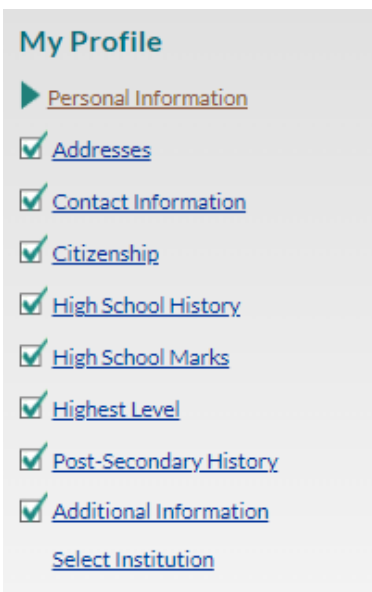 My Profile
Personal Information
Addresses
Contact Information
Citizenship
High School History
High School Marks
Highest Level
Post-Secondary History
Additional Information
Select Institution